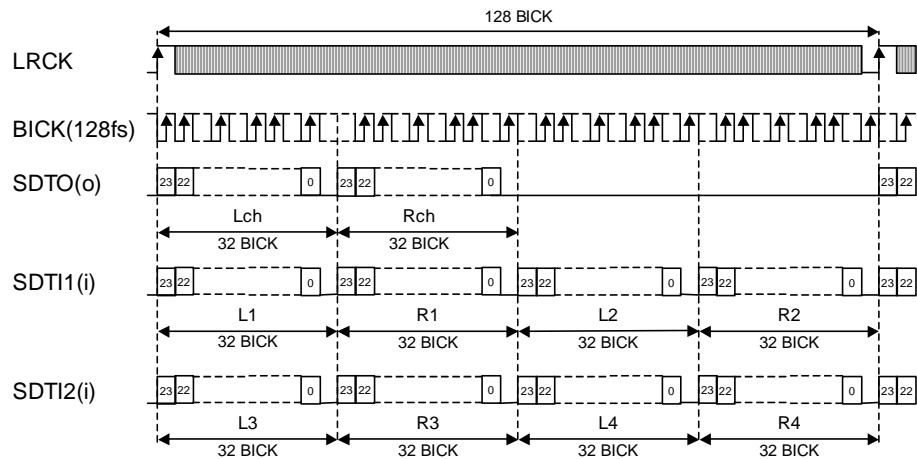 128 BICK
LRCK
BICK(128fs)
SDTO(o)
23 22 0 23 22 0 23 22
Lch Rch
32 BICK 32 BICK
SDTI1(i)
23 22 0 23 22 0 23 22 0 23 22 0 23 22
L1 R1 L2 R2
32 BICK 32 BICK 32 BICK 32 BICK
SDTI2(i)
23 22 0 23 22 0 23 22 0 23 22 0 23 22
L3 R3 L4 R4
32 BICK 32 BICK 32 BICK 32 BICK